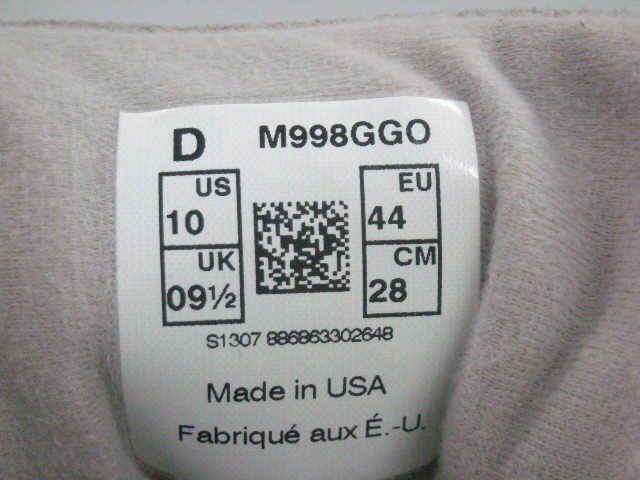 D M998GGO
US EU
10 44
UK CM
09½ 28
S1307 886863302648
Made in USA
Fabriqué aux É.-U.